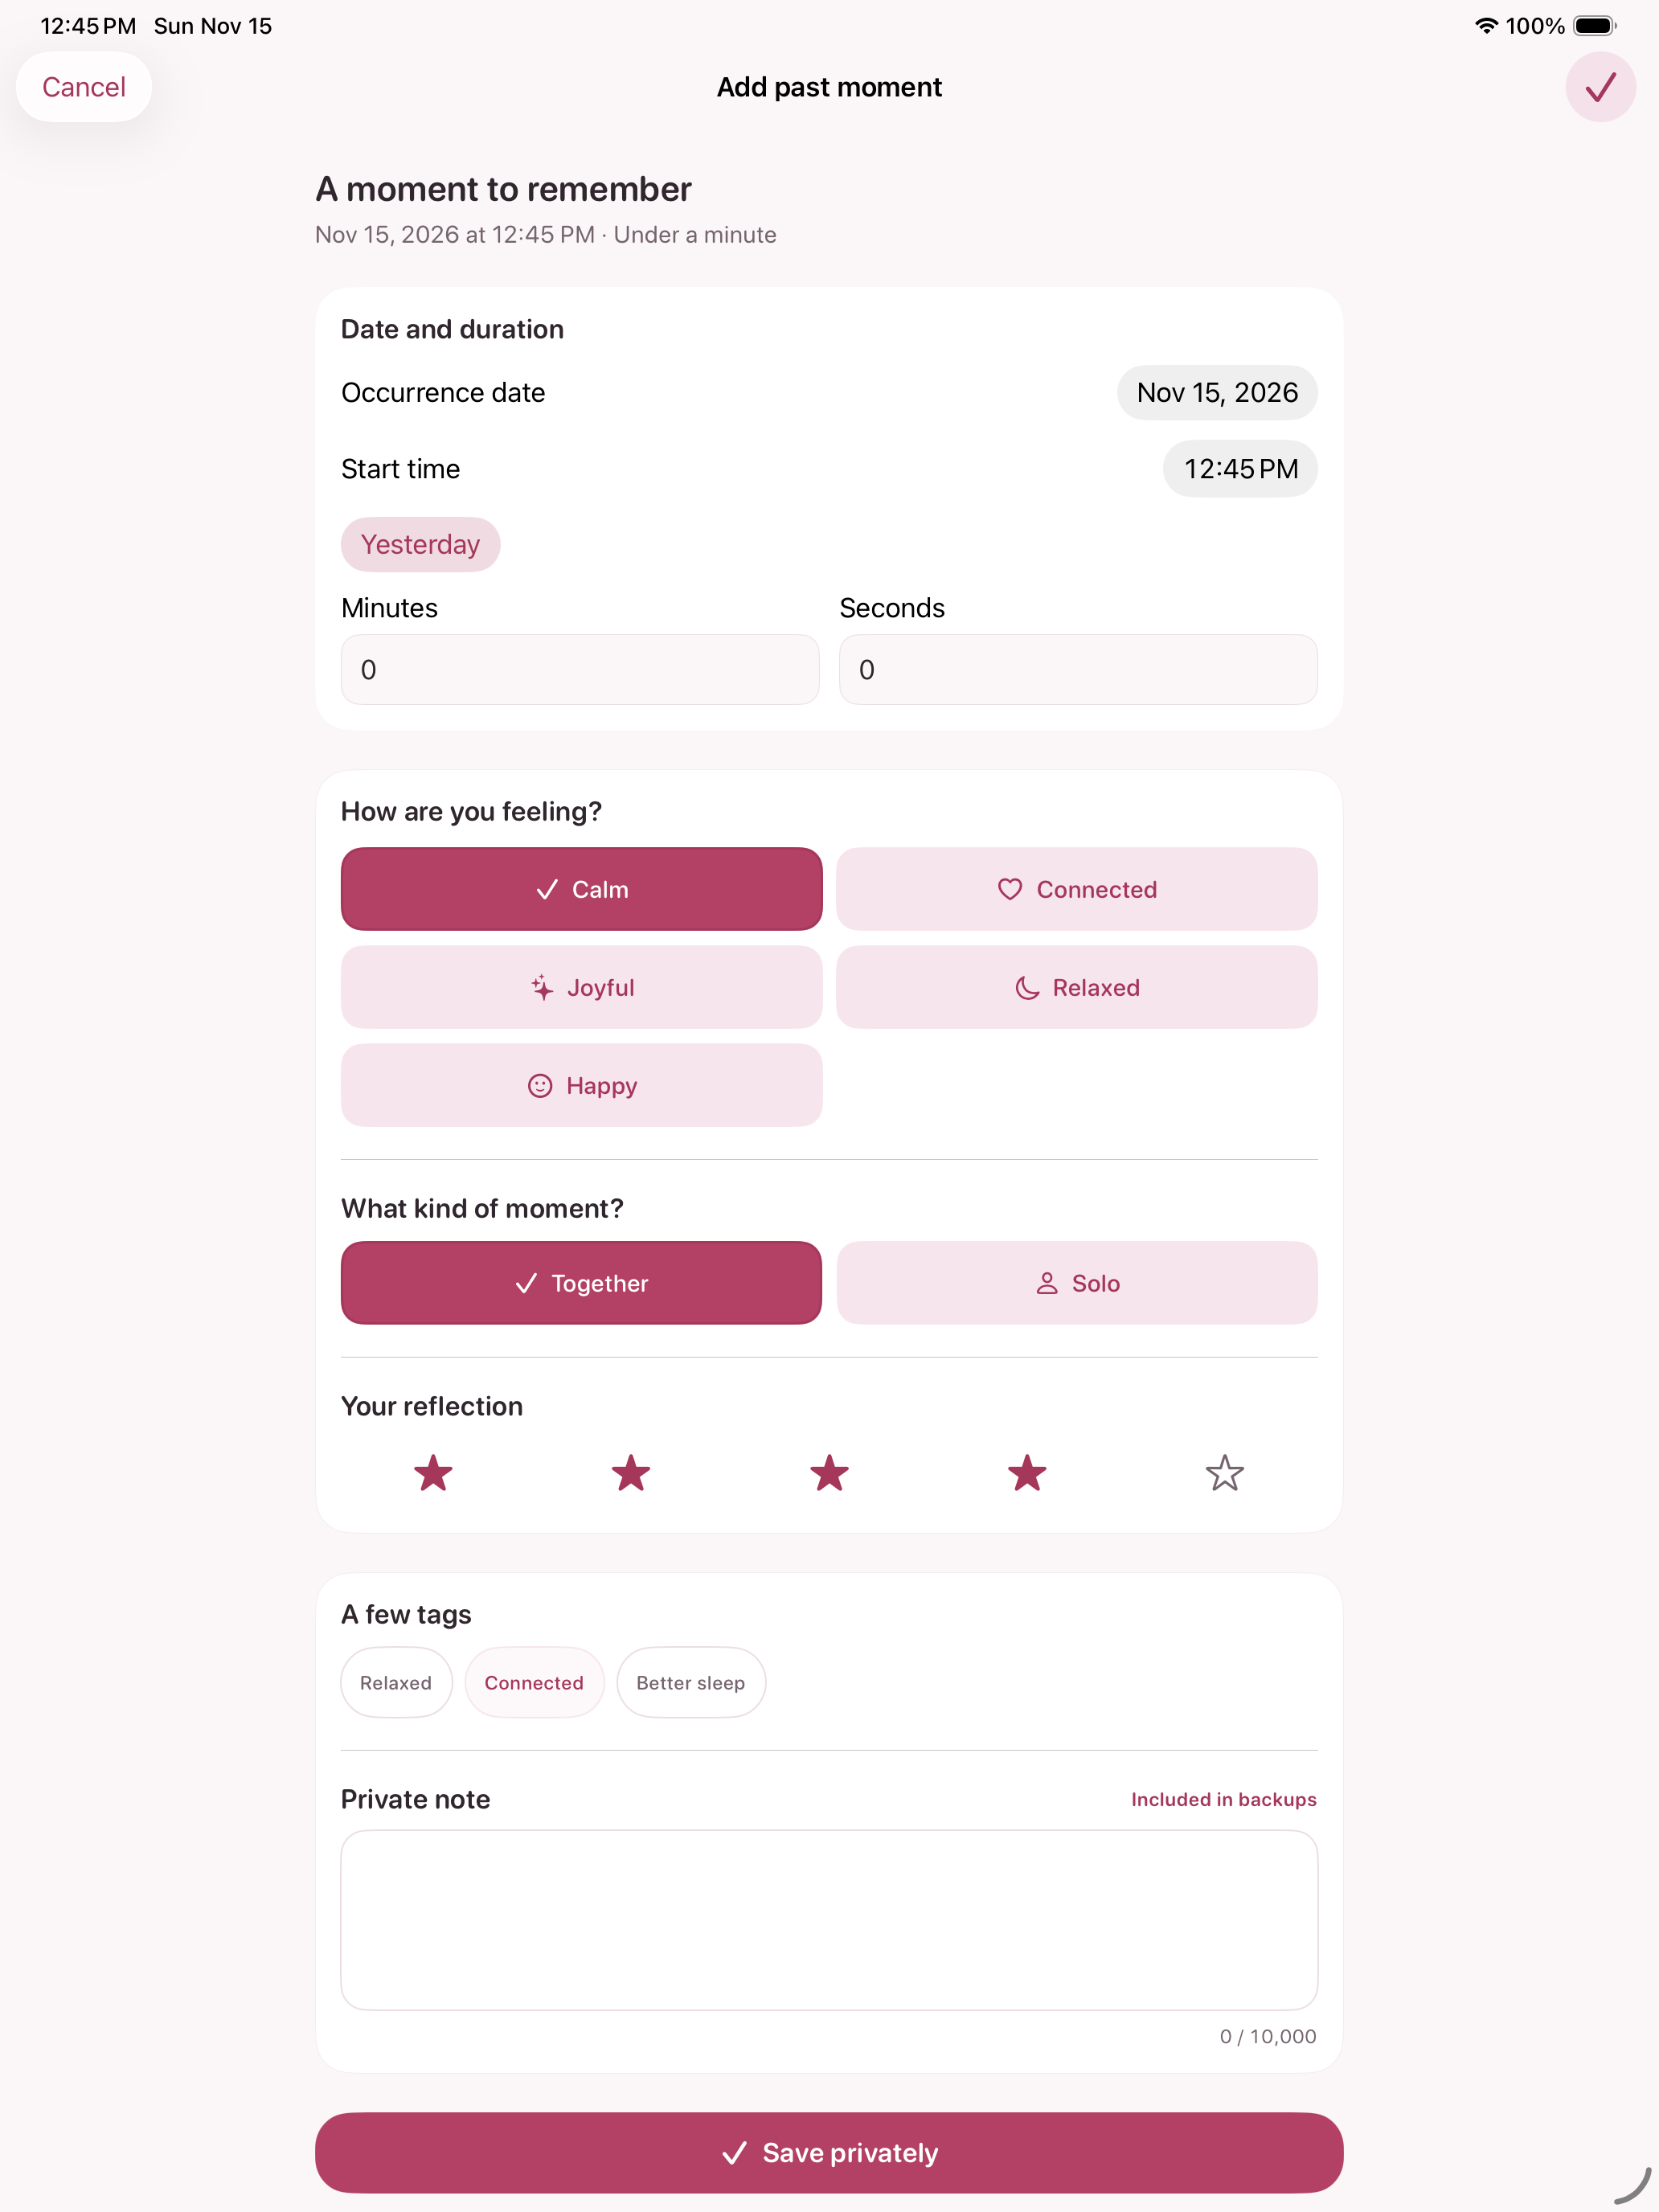 12:45 PM Sun Nov 15
100%
Cancel
Add past moment
A moment to remember
Nov 15, 2026 at 12:45 PM · Under a minute
Date and duration
Occurrence date
Nov 15, 2026
Start time
12:45 PM
Yesterday
Minutes
Seconds
0
0
How are you feeling?
Calm
Connected
Joyful
Relaxed
Happy
What kind of moment?
Together
Solo
Your reflection
A few tags
Relaxed
Connected
Better sleep
Private note
Included in backups
0 / 10,000
Save privately